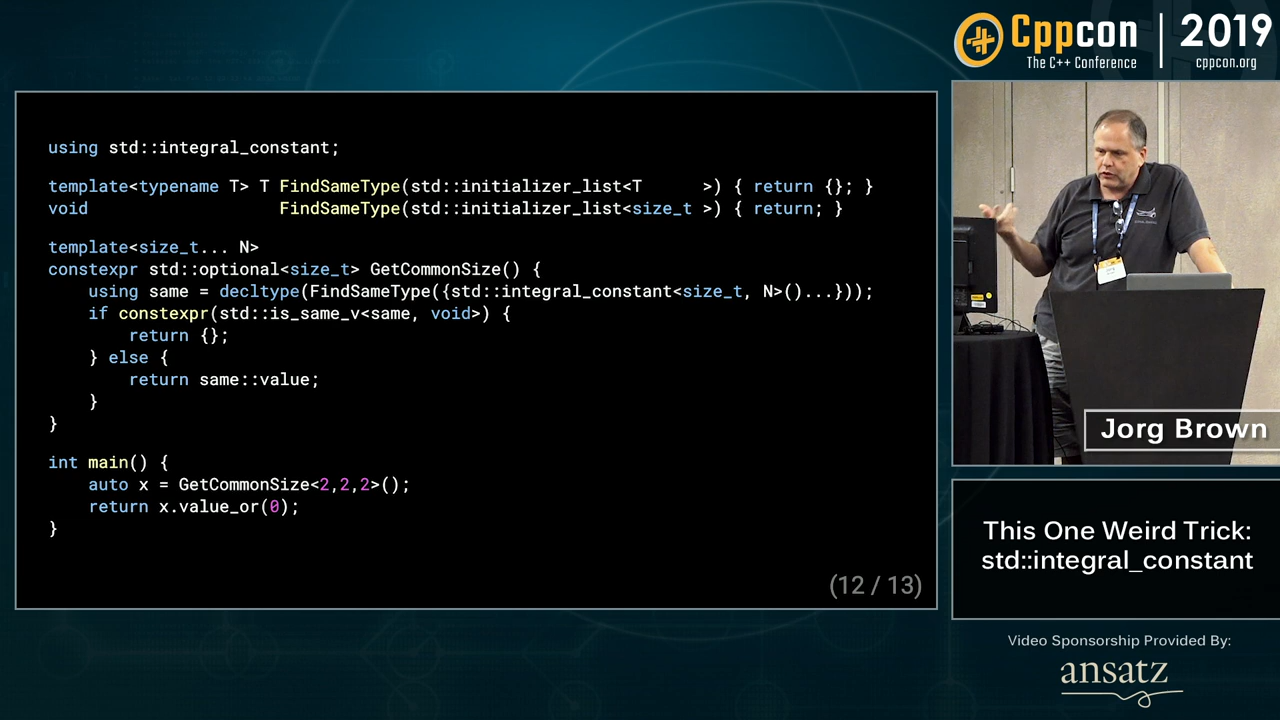 Cppcon | 2019
The C++ Conference
cppcon.org
using std::integral_constant;
template<typename T> T FindSameType(std::initializer_list<T      >) { return {}; }
void                   FindSameType(std::initializer_list<size_t >) { return; }
template<size_t... N>
constexpr std::optional<size_t> GetCommonSize() {
    using same = decltype(FindSameType({std::integral_constant<size_t, N>()...}));
    if constexpr(std::is_same_v<same, void>) {
        return {};
    } else {
        return same::value;
    }
}
int main() {
    auto x = GetCommonSize<2,2,2>();
    return x.value_or(0);
}
(12 / 13)
Jorg Brown
This One Weird Trick:
std::integral_constant
Video Sponsorship Provided By:
ansatz